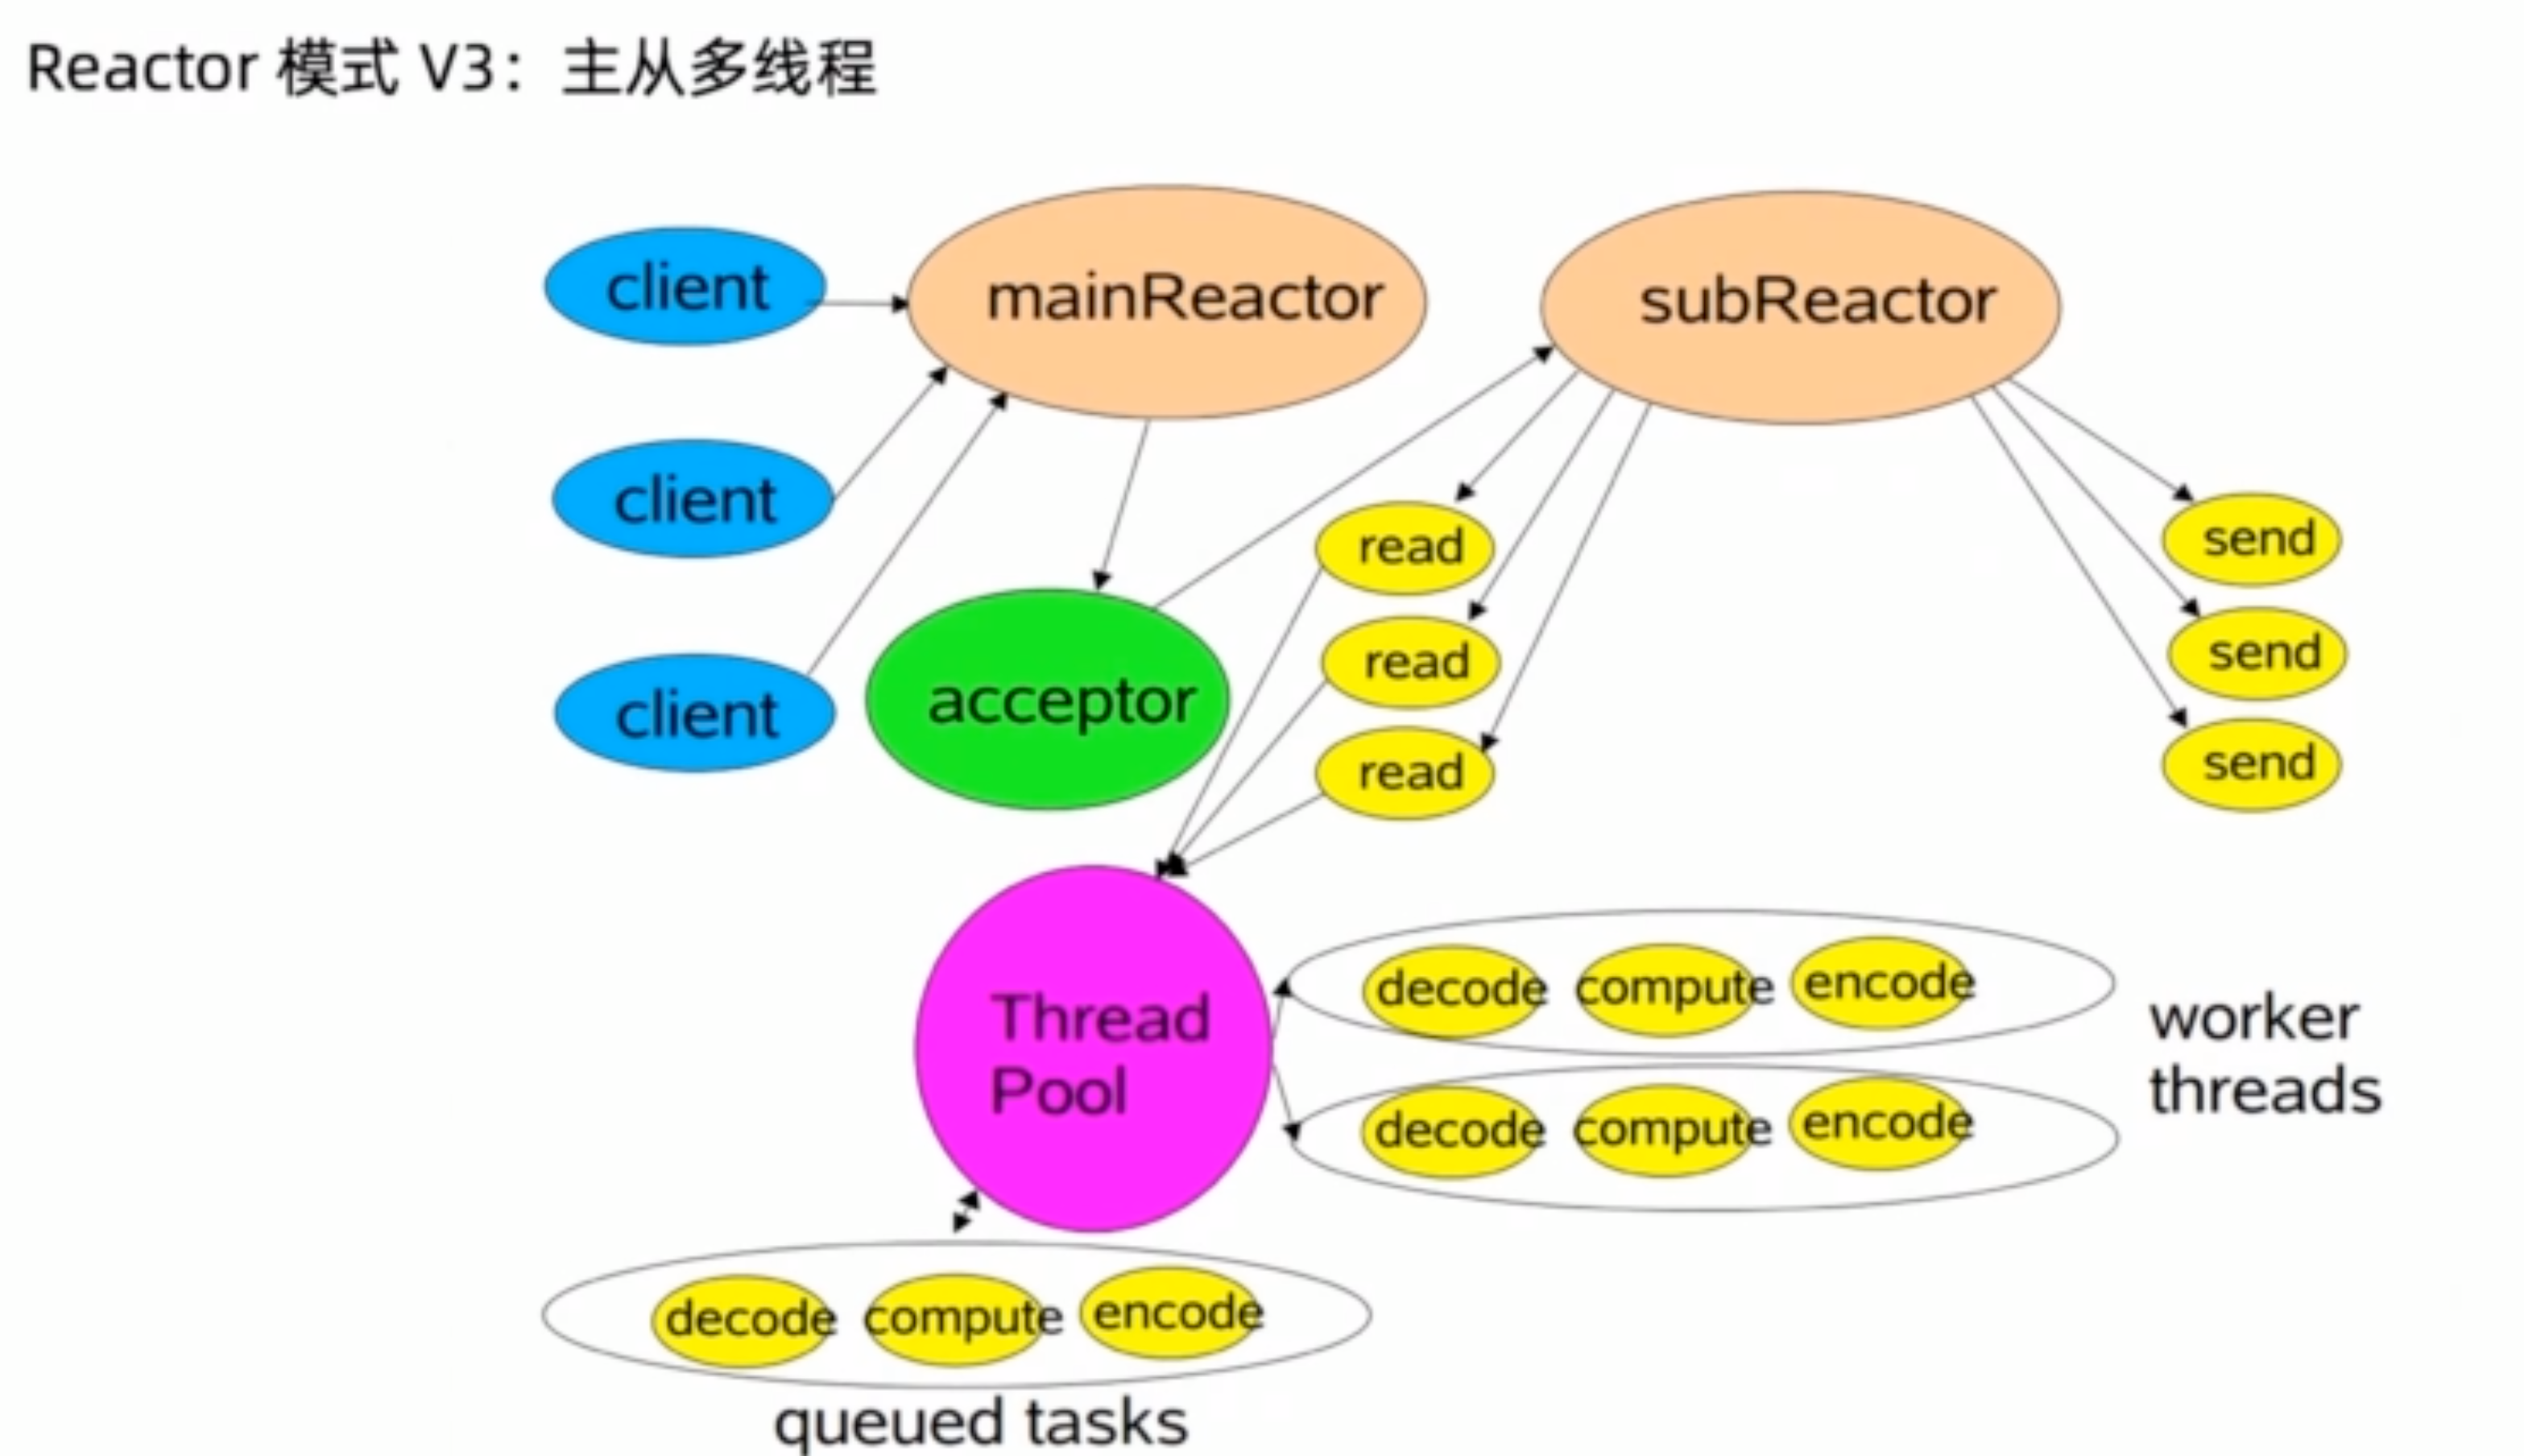 Reactor 模式 V3：主从多线程
client
mainReactor
subReactor
client
client
acceptor
read
read
read
send
send
send
Thread
Pool
decode compute encode
decode compute encode
worker
threads
decode compute encode
queued tasks